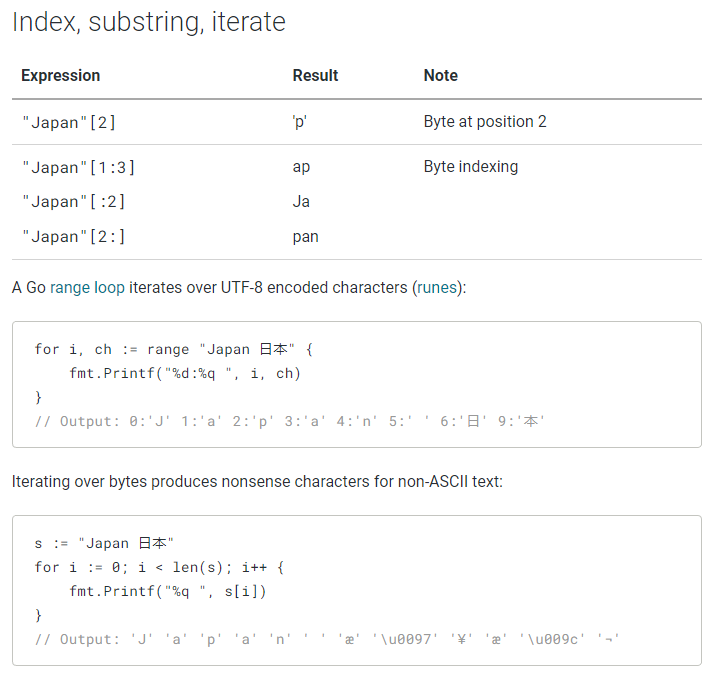 Index, substring, iterate
Expression Result Note
"Japan"[2] 'p' Byte at position 2
"Japan"[1:3] ap Byte indexing
"Japan"[:2] Ja
"Japan"[2:] pan
A Go range loop iterates over UTF-8 encoded characters (runes):
for i, ch := range "Japan 日本" {
    fmt.Printf("%d:%q ", i, ch)
}
// Output: 0:'J' 1:'a' 2:'p' 3:'a' 4:'n' 5:' ' 6:'日' 9:'本'
Iterating over bytes produces nonsense characters for non-ASCII text:
s := "Japan 日本"
for i := 0; i < len(s); i++ {
    fmt.Printf("%q ", s[i])
}
// Output: 'J' 'a' 'p' 'a' 'n' ' ' 'æ' '\u0097' '¥' 'æ' '\u009c' '¬'